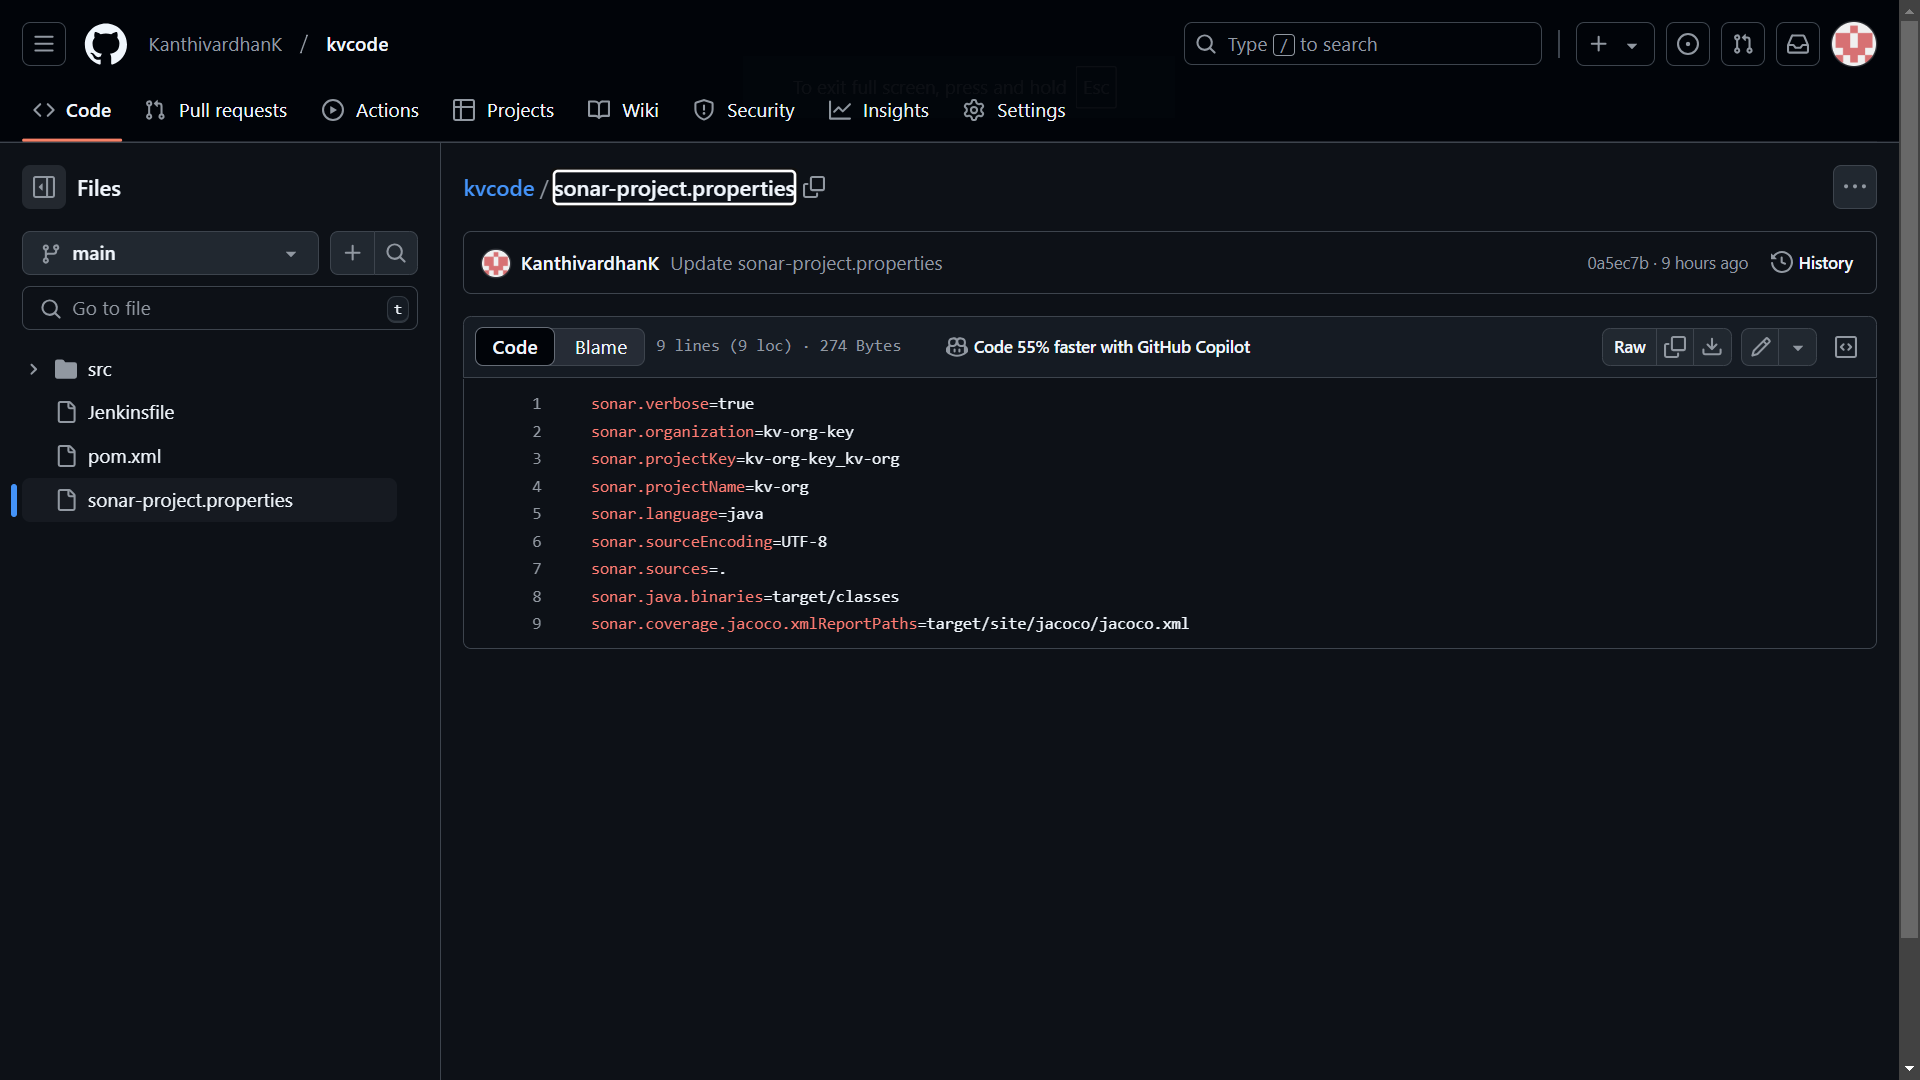 KanthivardhanK / kvcode
Type / to search
To exit full screen, press and hold Esc
Code
Pull requests
Actions
Projects
Wiki
Security
Insights
Settings
Files
kvcode / sonar-project.properties
main
KanthivardhanK Update sonar-project.properties
0a5ec7b · 9 hours ago
History
Go to file
t
Code
Blame
9 lines (9 loc) · 274 Bytes
Code 55% faster with GitHub Copilot
Raw
src
Jenkinsfile
pom.xml
sonar-project.properties
1 sonar.verbose=true
2 sonar.organization=kv-org-key
3 sonar.projectKey=kv-org-key_kv-org
4 sonar.projectName=kv-org
5 sonar.language=java
6 sonar.sourceEncoding=UTF-8
7 sonar.sources=.
8 sonar.java.binaries=target/classes
9 sonar.coverage.jacoco.xmlReportPaths=target/site/jacoco/jacoco.xml